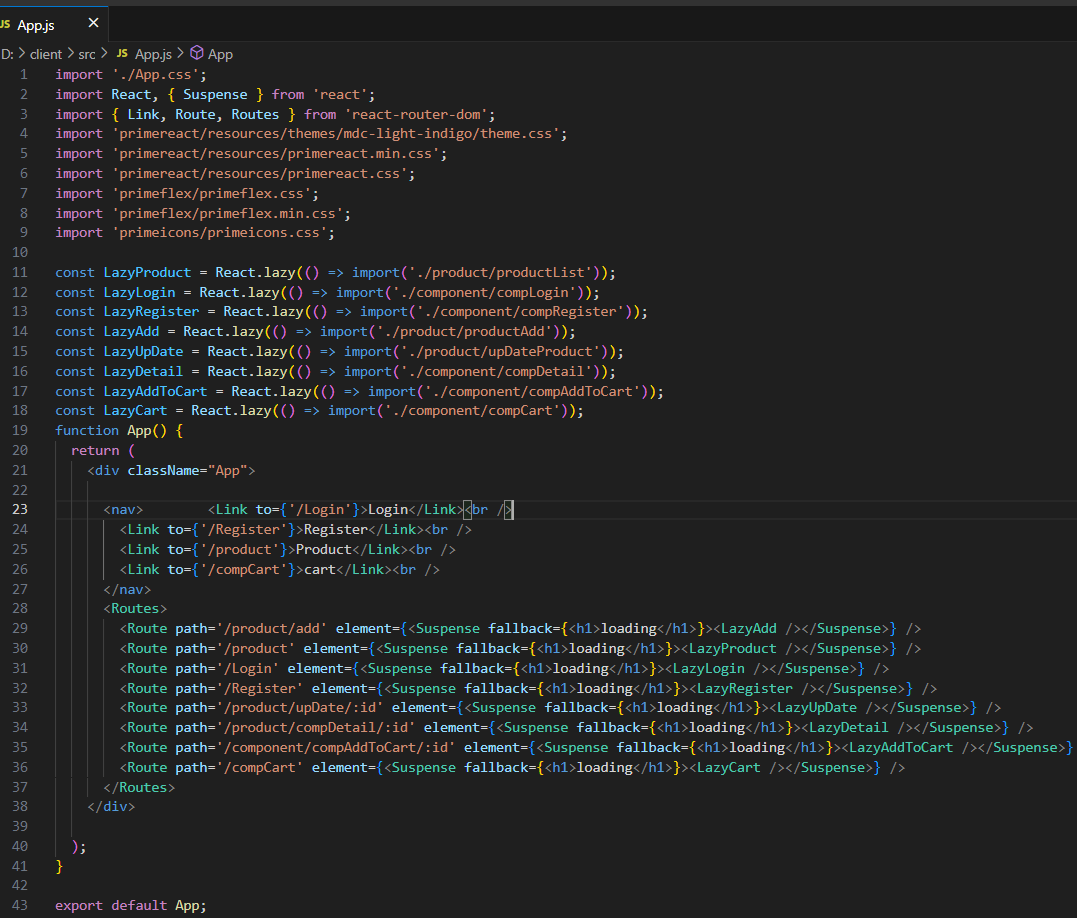 JS App.js ×
D: > client > src > JS App.js > App
1 import './App.css';
2 import React, { Suspense } from 'react';
3 import { Link, Route, Routes } from 'react-router-dom';
4 import 'primereact/resources/themes/mdc-light-indigo/theme.css';
5 import 'primereact/resources/primereact.min.css';
6 import 'primereact/resources/primereact.css';
7 import 'primeflex/primeflex.css';
8 import 'primeflex/primeflex.min.css';
9 import 'primeicons/primeicons.css';
10
11 const LazyProduct = React.lazy(() => import('./product/productList'));
12 const LazyLogin = React.lazy(() => import('./component/compLogin'));
13 const LazyRegister = React.lazy(() => import('./component/compRegister'));
14 const LazyAdd = React.lazy(() => import('./product/productAdd'));
15 const LazyUpDate = React.lazy(() => import('./product/upDateProduct'));
16 const LazyDetail = React.lazy(() => import('./component/compDetail'));
17 const LazyAddToCart = React.lazy(() => import('./component/compAddToCart'));
18 const LazyCart = React.lazy(() => import('./component/compCart'));
19 function App() {
20   return (
21     <div className="App">
22
23       <nav>        <Link to={'/Login'}>Login</Link><br />
24         <Link to={'/Register'}>Register</Link><br />
25         <Link to={'/product'}>Product</Link><br />
26         <Link to={'/compCart'}>cart</Link><br />
27       </nav>
28       <Routes>
29         <Route path='/product/add' element={<Suspense fallback={<h1>loading</h1>}><LazyAdd /></Suspense>} />
30         <Route path='/product' element={<Suspense fallback={<h1>loading</h1>}><LazyProduct /></Suspense>} />
31         <Route path='/Login' element={<Suspense fallback={<h1>loading</h1>}><LazyLogin /></Suspense>} />
32         <Route path='/Register' element={<Suspense fallback={<h1>loading</h1>}><LazyRegister /></Suspense>} />
33         <Route path='/product/upDate/:id' element={<Suspense fallback={<h1>loading</h1>}><LazyUpDate /></Suspense>} />
34         <Route path='/product/compDetail/:id' element={<Suspense fallback={<h1>loading</h1>}><LazyDetail /></Suspense>} />
35         <Route path='/component/compAddToCart/:id' element={<Suspense fallback={<h1>loading</h1>}><LazyAddToCart /></Suspense>}
36         <Route path='/compCart' element={<Suspense fallback={<h1>loading</h1>}><LazyCart /></Suspense>} />
37       </Routes>
38     </div>
39
40   );
41 }
42
43 export default App;